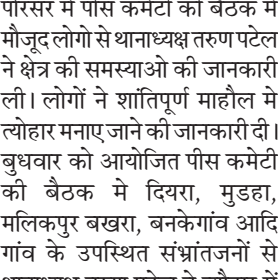 परिसर में पीस कमेटी की बैठक में
मौजूद लोगो से थानाध्यक्ष तरुण पटेल
ने क्षेत्र की समस्याओ की जानकारी
ली। लोगों ने शांतिपूर्ण माहौल मे
त्योहार मनाए जाने की जानकारी दी।
बुधवार को आयोजित पीस कमेटी
की बैठक मे दियरा, मुडहा,
मलिकपुर बखरा, बनकेगांव आदि
गांव के उपस्थित संभ्रांतजनों से